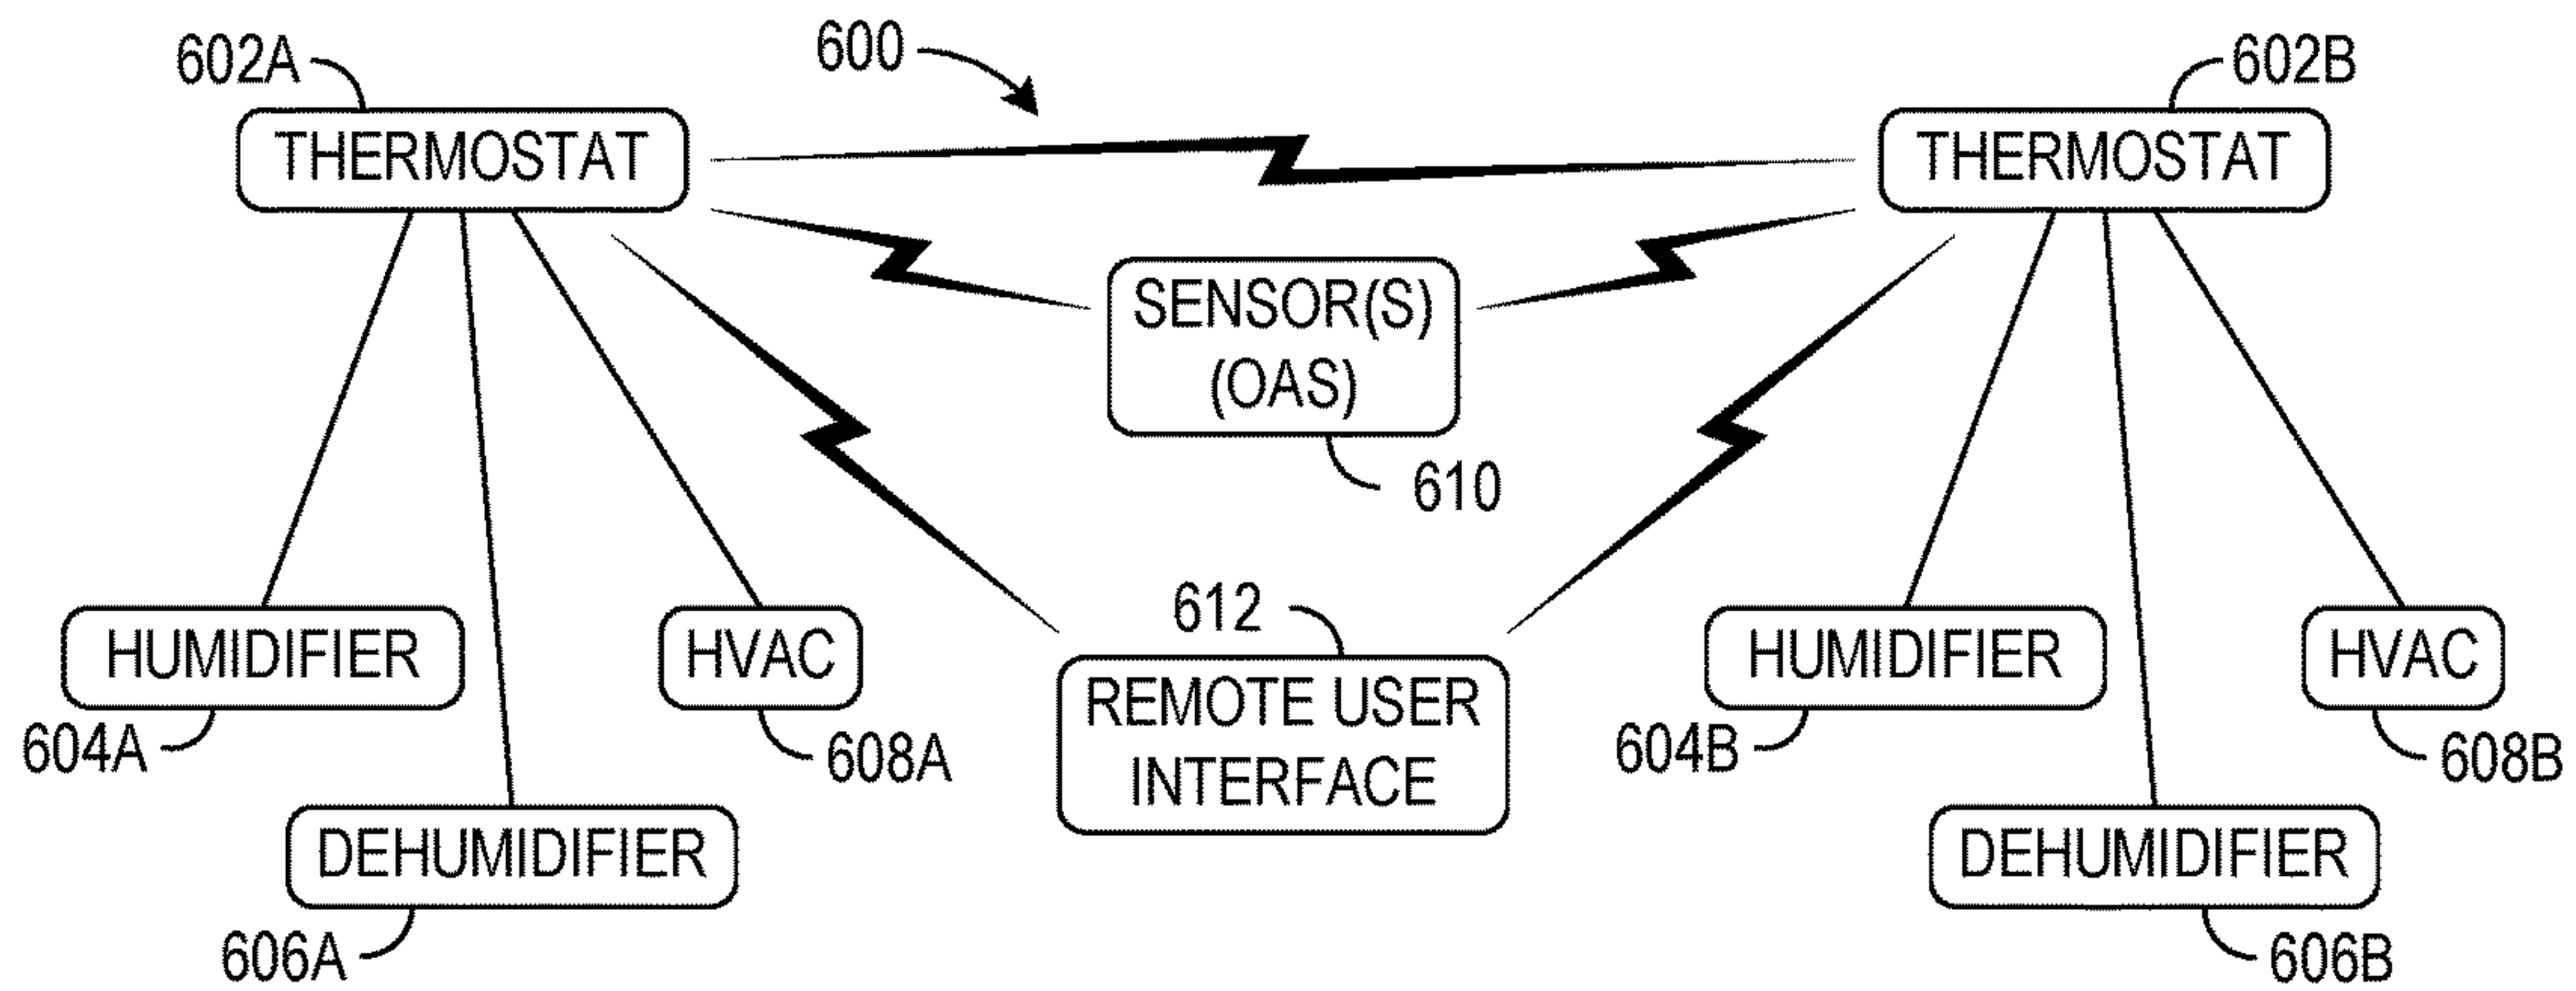 600
602A
602B
THERMOSTAT
THERMOSTAT
SENSOR(S)
(OAS)
610
612
HUMIDIFIER
HVAC
REMOTE USER
INTERFACE
HUMIDIFIER
HVAC
604A
608A
604B
608B
DEHUMIDIFIER
DEHUMIDIFIER
606A
606B